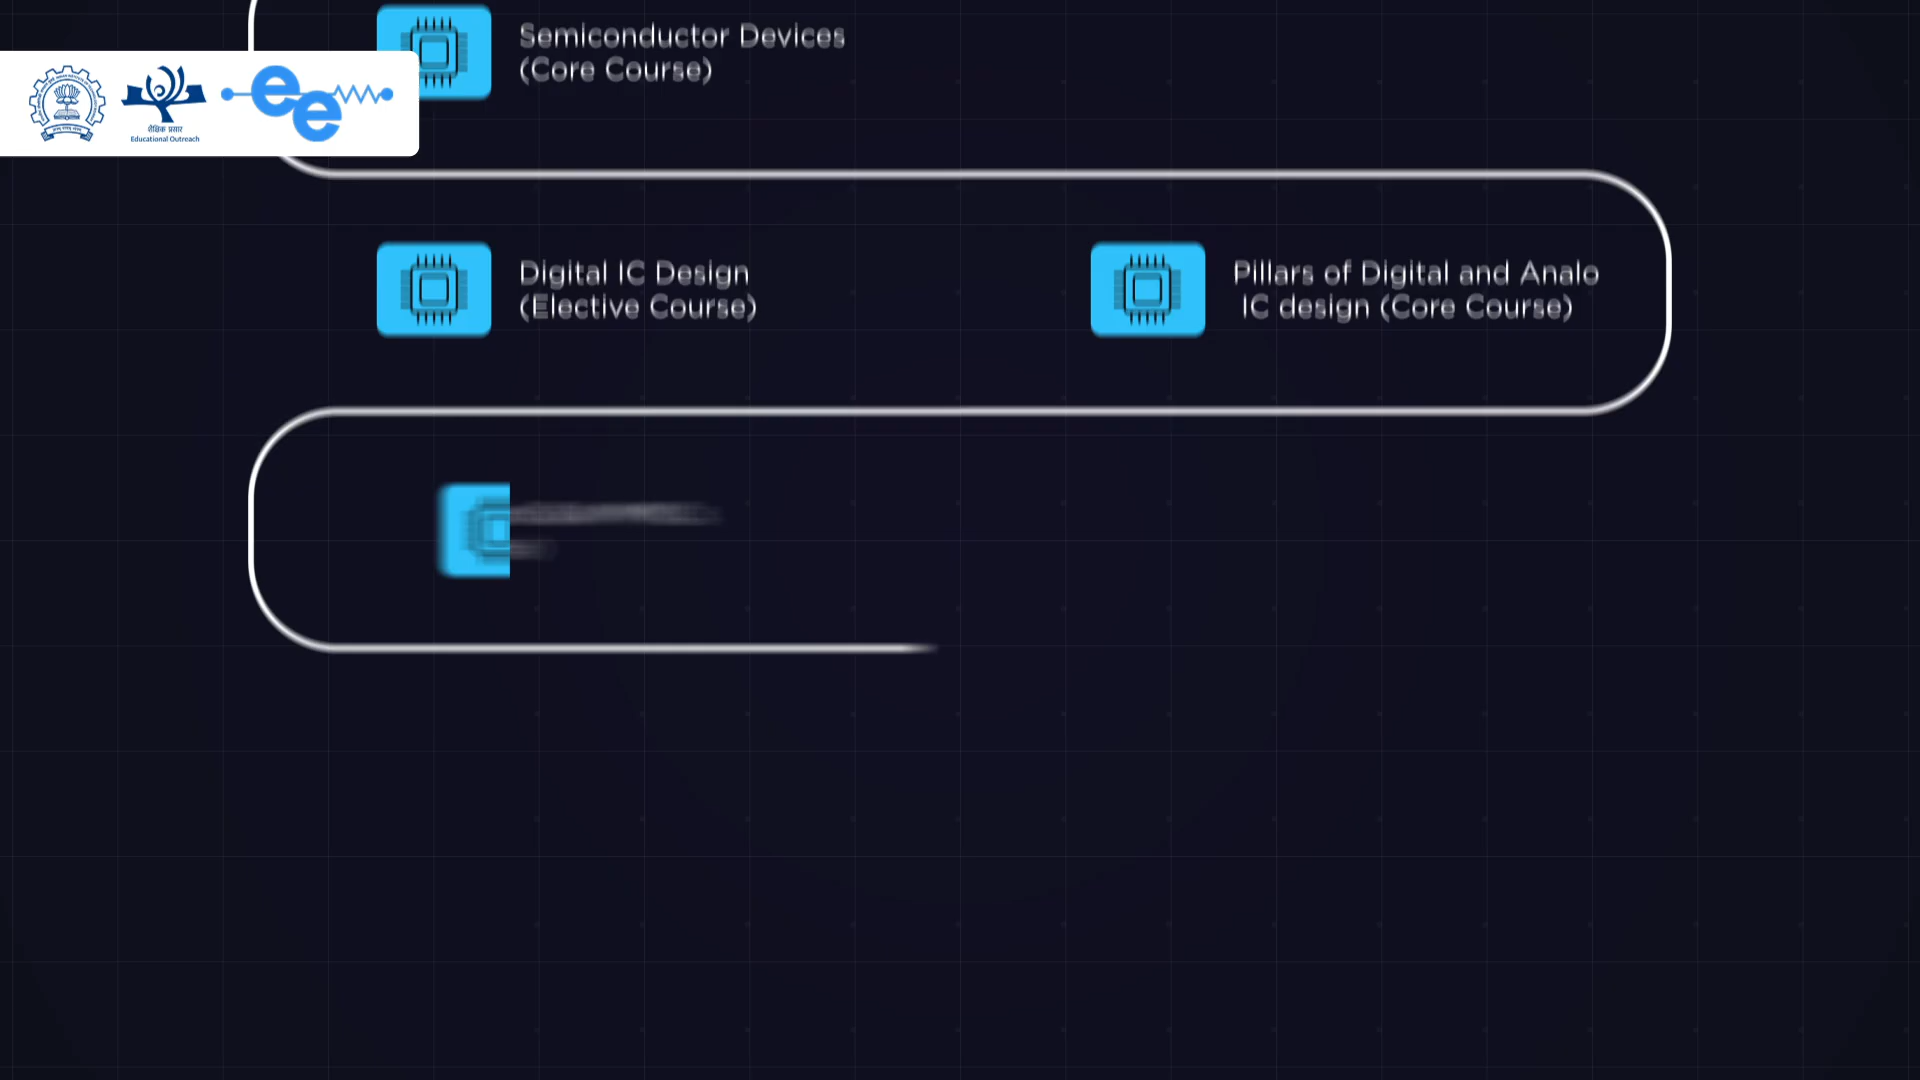 Semiconductor Devices
(Core Course)
शैक्षिक प्रसार
Educational Outreach
ee
Digital IC Design
(Elective Course)
Pillars of Digital and Analo
IC design (Core Course)